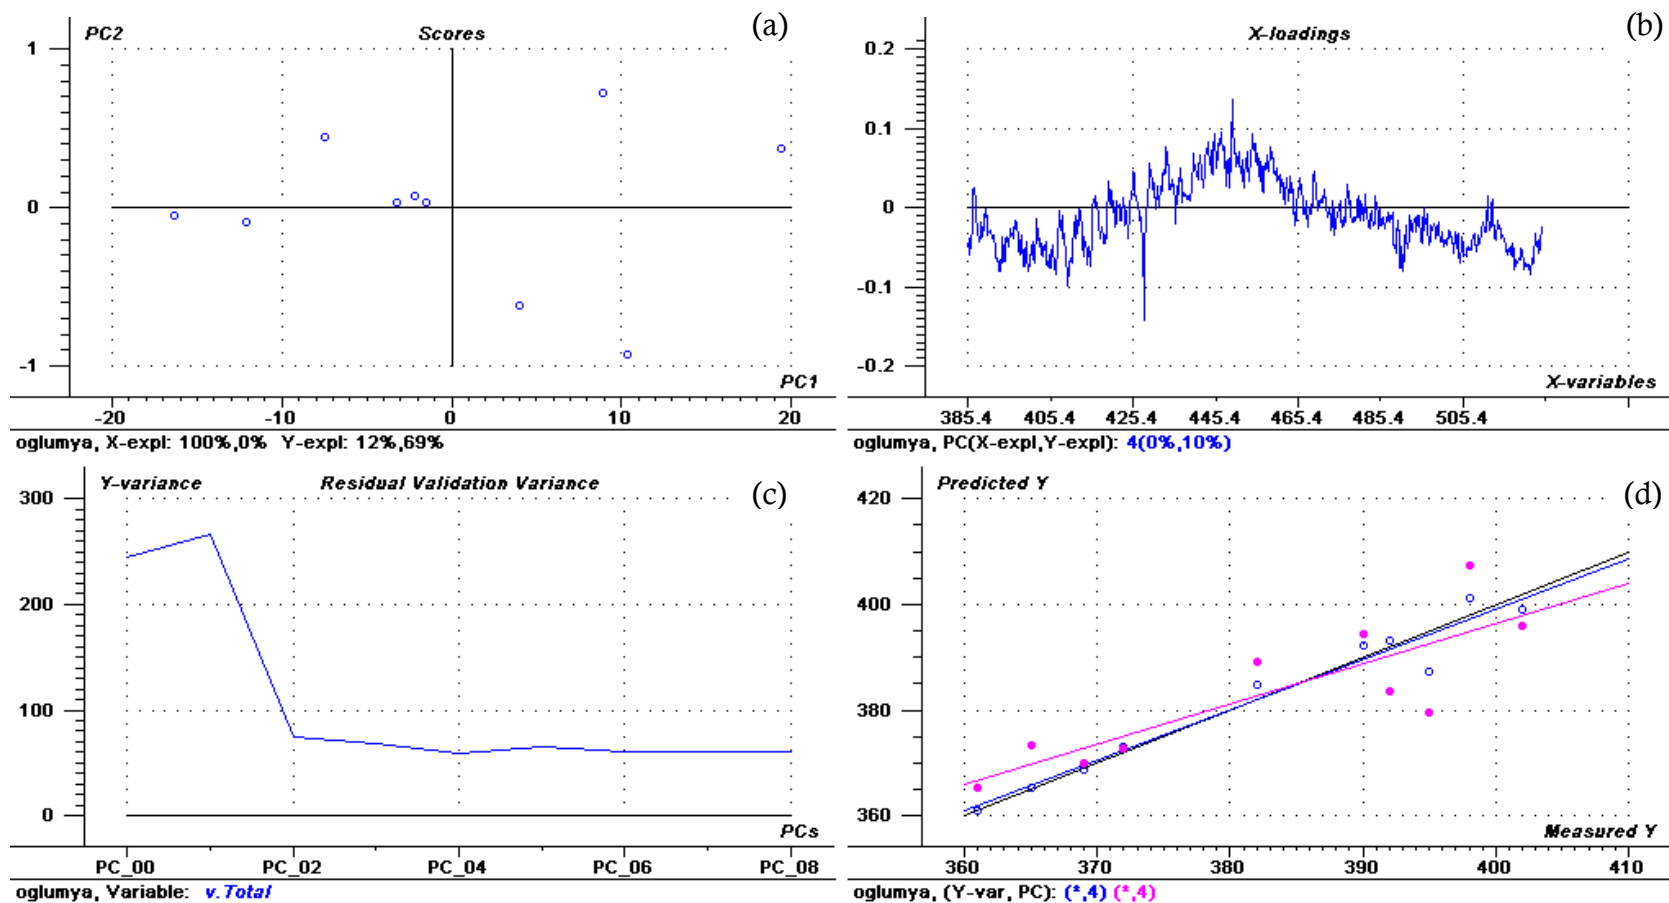 PC2 Scores (a)
1
0
-1
PC1
-20 -10 0 10 20
oglumya, X-expl: 100%,0% Y-expl: 12%,69%
X-loadings (b)
0.2
0.1
0
-0.1
-0.2
X-variables
385.4 405.4 425.4 445.4 465.4 485.4 505.4
oglumya, PC(X-expl,Y-expl): 4(0%,10%)
Y-variance Residual Validation Variance (c)
300
200
100
0
PCs
PC_00 PC_02 PC_04 PC_06 PC_08
oglumya, Variable: v.Total
Predicted Y (d)
420
400
380
360
Measured Y
360 370 380 390 400 410
oglumya, (Y-var, PC): (*,4) (*,4)